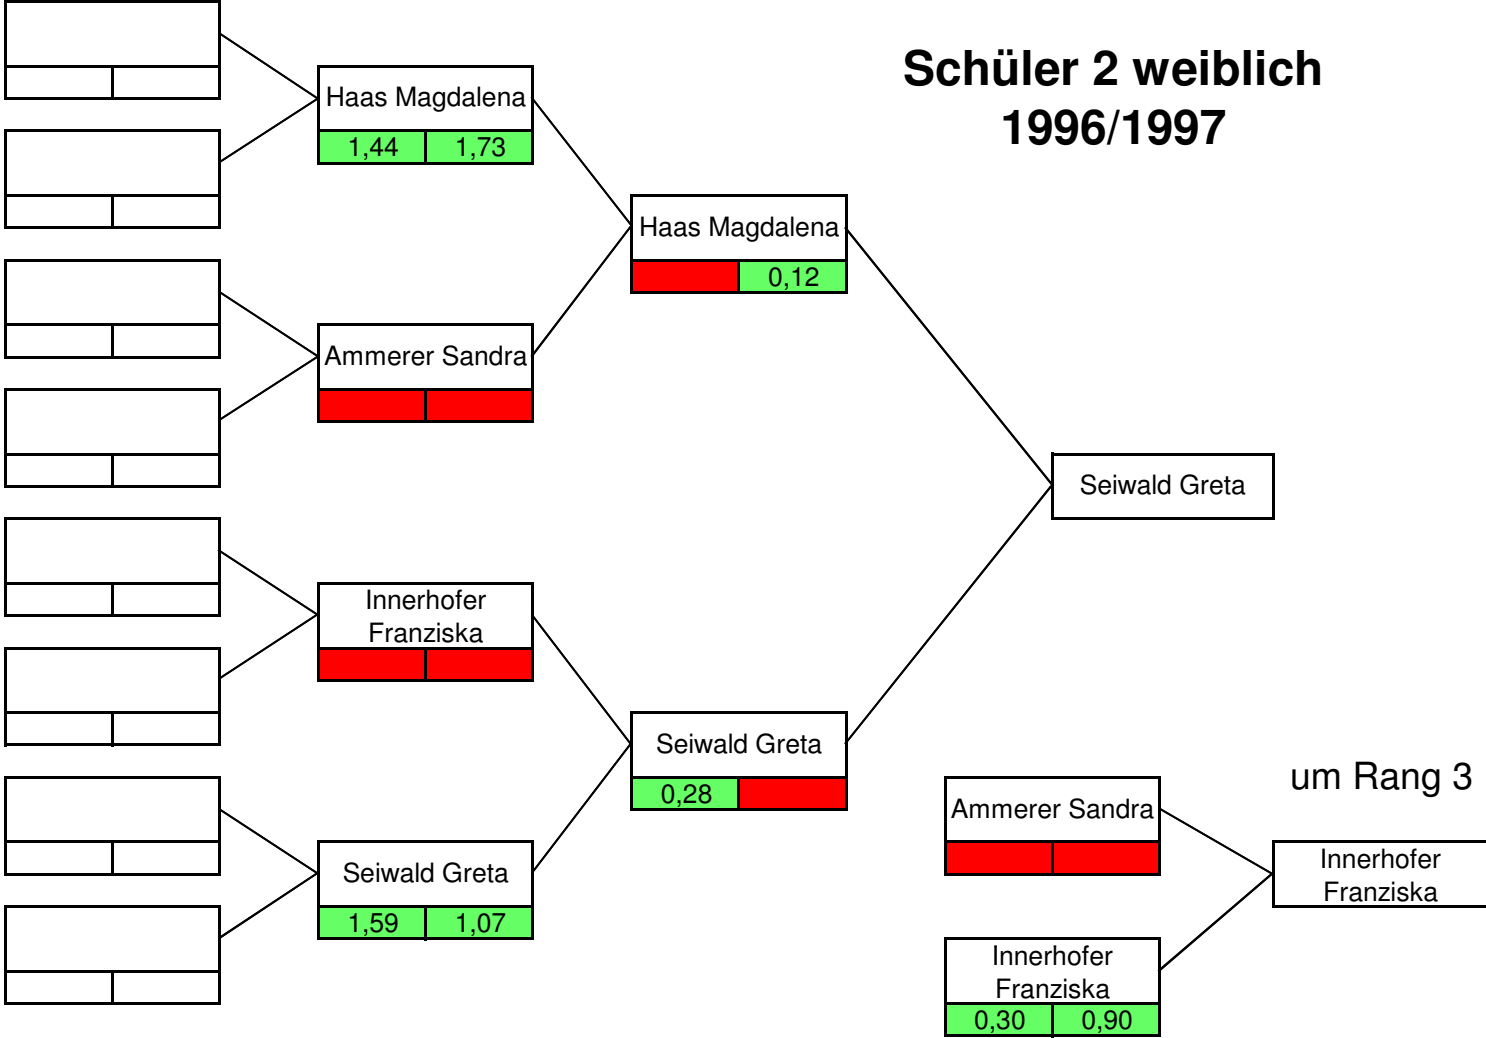 Schüler 2 weiblich
1996/1997
Haas Magdalena
1,44 1,73
Haas Magdalena
0,12
Ammerer Sandra
Seiwald Greta
Innerhofer
Franziska
Seiwald Greta
0,28
um Rang 3
Ammerer Sandra
Seiwald Greta
1,59 1,07
Innerhofer
Franziska
Innerhofer
Franziska
0,30 0,90